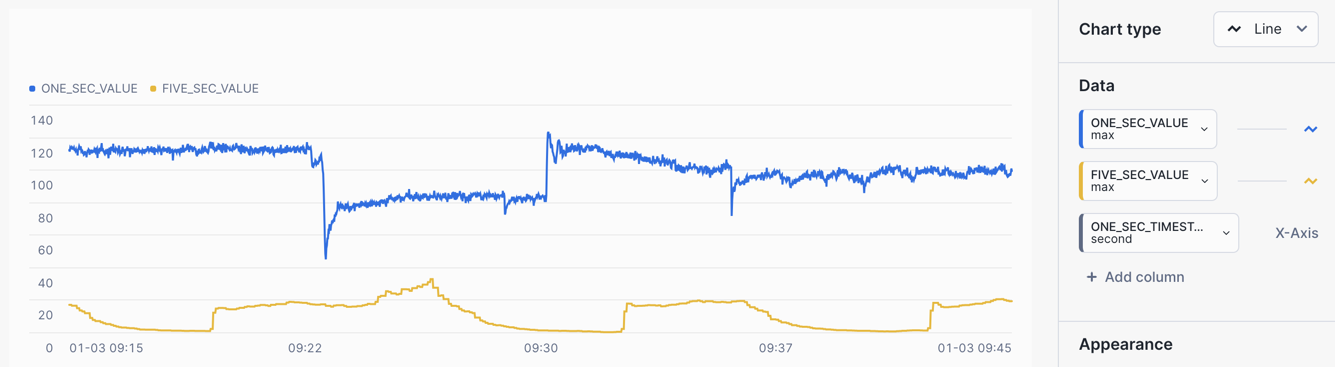 Chart type
Line
ONE_SEC_VALUE FIVE_SEC_VALUE
140
120
100
80
60
40
20
0
01-03 09:15 09:22 09:30 09:37 01-03 09:45
Data
ONE_SEC_VALUE
max
FIVE_SEC_VALUE
max
ONE_SEC_TIMEST...
second
X-Axis
+ Add column
Appearance